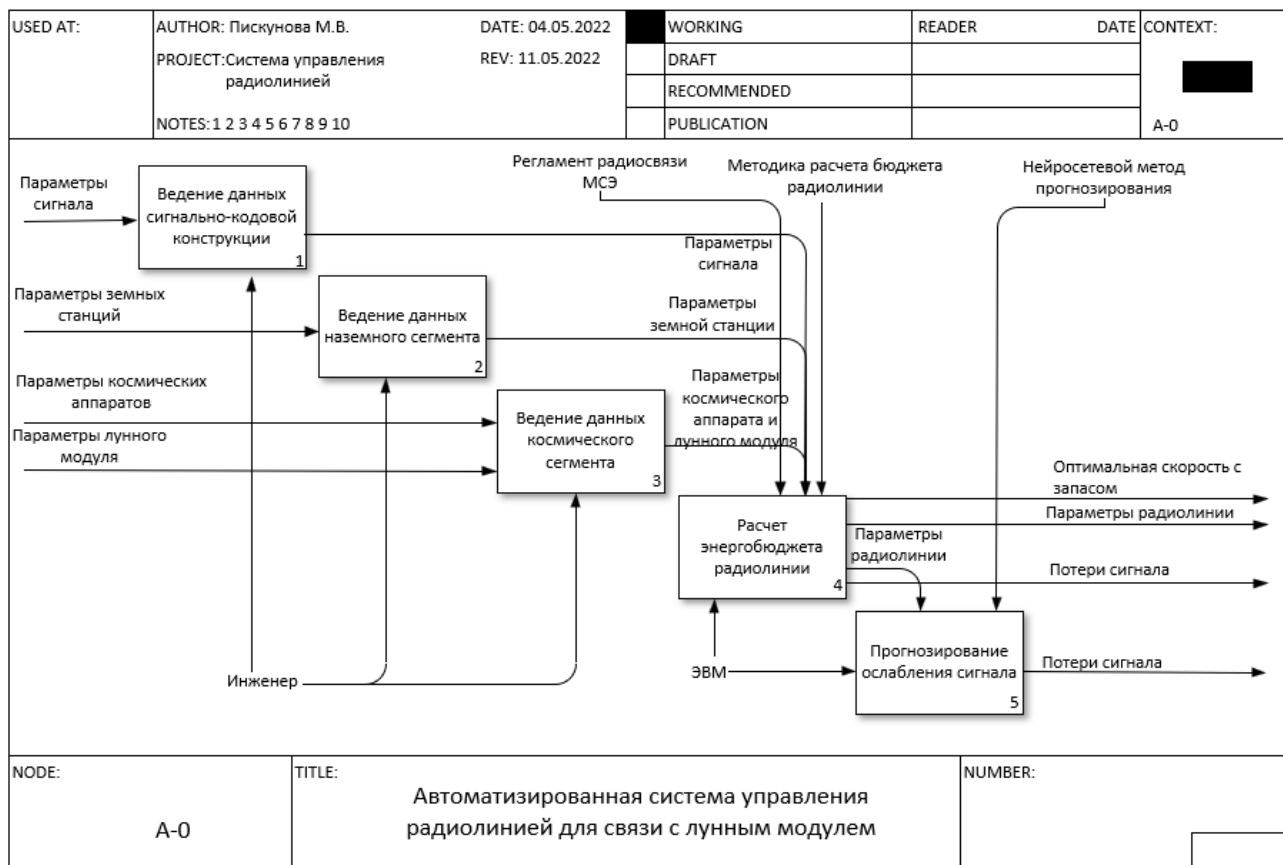 USED AT:
AUTHOR: Пискунова М.В.
DATE: 04.05.2022
PROJECT:Система управления
радиолинией
REV: 11.05.2022
NOTES:1 2 3 4 5 6 7 8 9 10
WORKING
DRAFT
RECOMMENDED
PUBLICATION
READER
DATE
CONTEXT:
A-0
Параметры
сигнала
Ведение данных
сигнально-кодовой
конструкции
1
Регламент радиосвязи
МСЭ
Методика расчета бюджета
радиолинии
Нейросетевой метод
прогнозирования
Параметры
сигнала
Параметры земных
станций
Ведение данных
наземного сегмента
2
Параметры
земной станции
Параметры космических
аппаратов
Параметры лунного
модуля
Ведение данных
космического
сегмента
3
Параметры
космического
аппарата и
лунного модуля
Расчет
энергобюджета
радиолинии
4
Оптимальная скорость с
запасом
Параметры радиолинии
Параметры
радиолинии
Потери сигнала
Прогнозирование
ослабления сигнала
5
Потери сигнала
Инженер
ЭВМ
NODE:
A-0
TITLE:
Автоматизированная система управления
радиолинией для связи с лунным модулем
NUMBER: